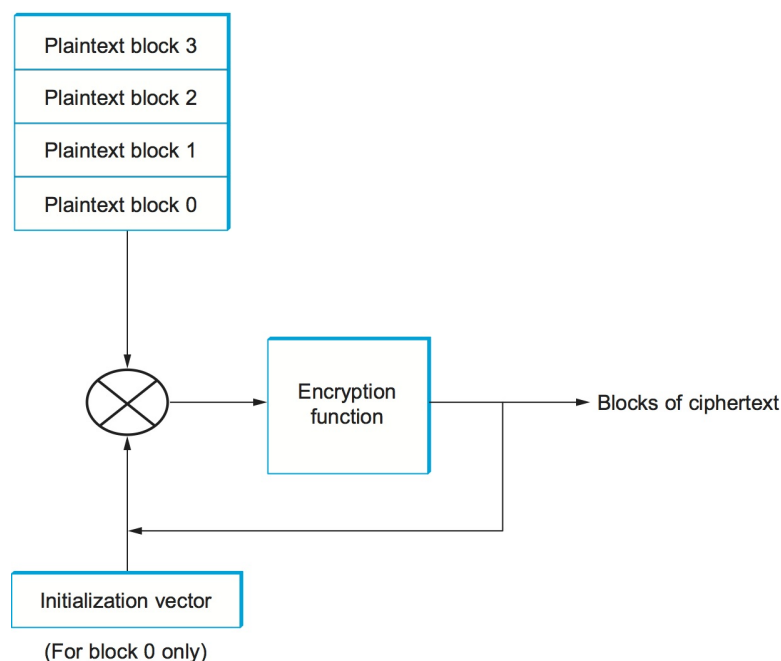 Plaintext block 3
Plaintext block 2
Plaintext block 1
Plaintext block 0
Encryption
function
Blocks of ciphertext
Initialization vector
(For block 0 only)